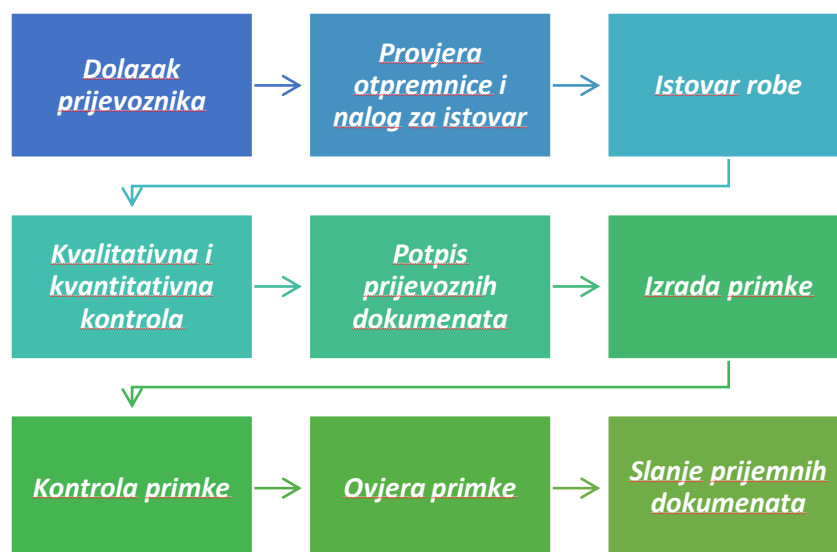 Dolazak
prijevoznika
Provjera
otpremnice i
nalog za istovar
Istovar robe
Kvalitativna i
kvantitativna
kontrola
Potpis
prijevoznih
dokumenata
Izrada primke
Kontrola primke
Ovjera primke
Slanje prijemnih
dokumenata